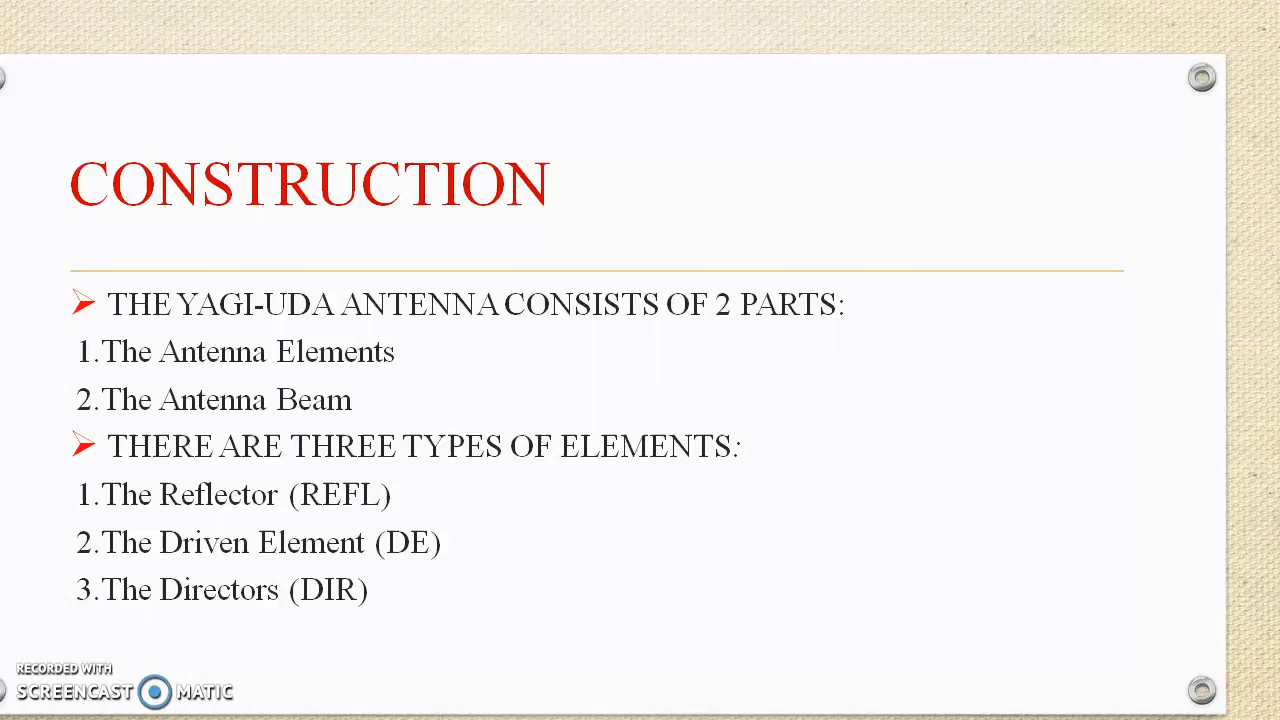 CONSTRUCTION
THE YAGI-UDA ANTENNA CONSISTS OF 2 PARTS:
1.The Antenna Elements
2.The Antenna Beam
THERE ARE THREE TYPES OF ELEMENTS:
1.The Reflector (REFL)
2.The Driven Element (DE)
3.The Directors (DIR)
RECORDED WITH
SCREENCAST MATIC